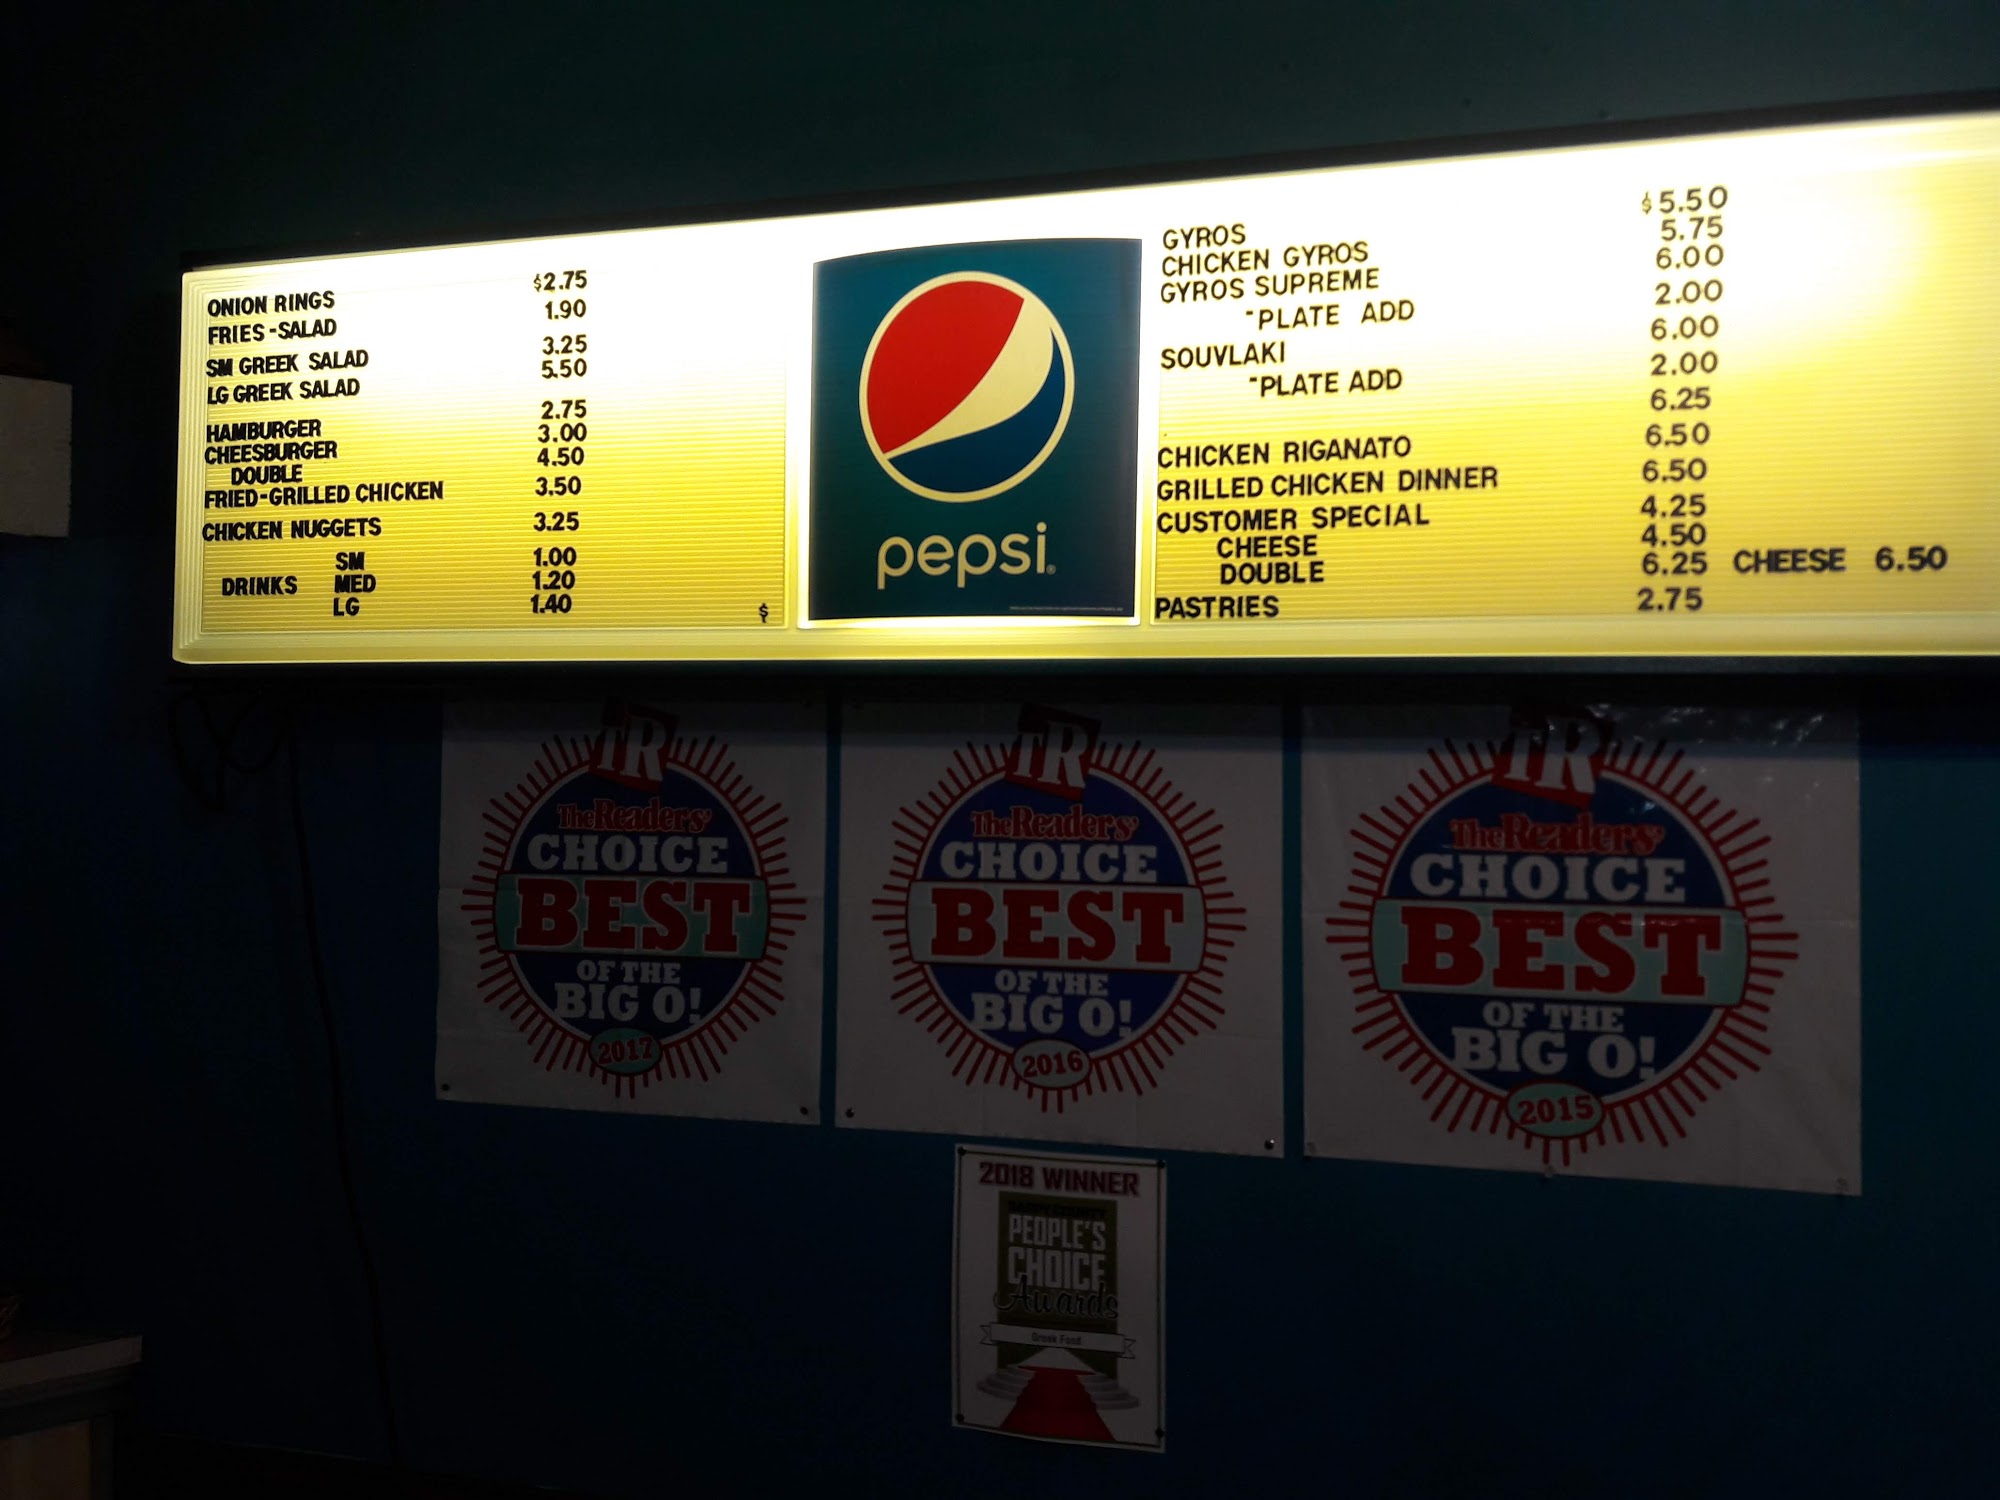 ONION RINGS $2.75
FRIES-SALAD 1.90
SM GREEK SALAD 3.25
LG GREEK SALAD 5.50
HAMBURGER 2.75
CHEESBURGER 3.00
DOUBLE 4.50
FRIED-GRILLED CHICKEN 3.50
CHICKEN NUGGETS 3.25
SM 1.00
DRINKS MED 1.20
LG 1.40
$
pepsi®
GYROS $5.50
CHICKEN GYROS 5.75
GYROS SUPREME 6.00
-PLATE ADD 2.00
SOUVLAKI 6.00
-PLATE ADD 2.00
6.25
CHICKEN RIGANATO 6.50
GRILLED CHICKEN DINNER 6.50
CUSTOMER SPECIAL 4.25
CHEESE 4.50
DOUBLE 6.25 CHEESE 6.50
PASTRIES 2.75
TR
The Readers'
CHOICE
BEST
OF THE
BIG O!
2017
TR
The Readers'
CHOICE
BEST
OF THE
BIG O!
2016
TR
The Readers'
CHOICE
BEST
OF THE
BIG O!
2015
2018 WINNER
PEOPLE'S
CHOICE
Awards
Greek Food